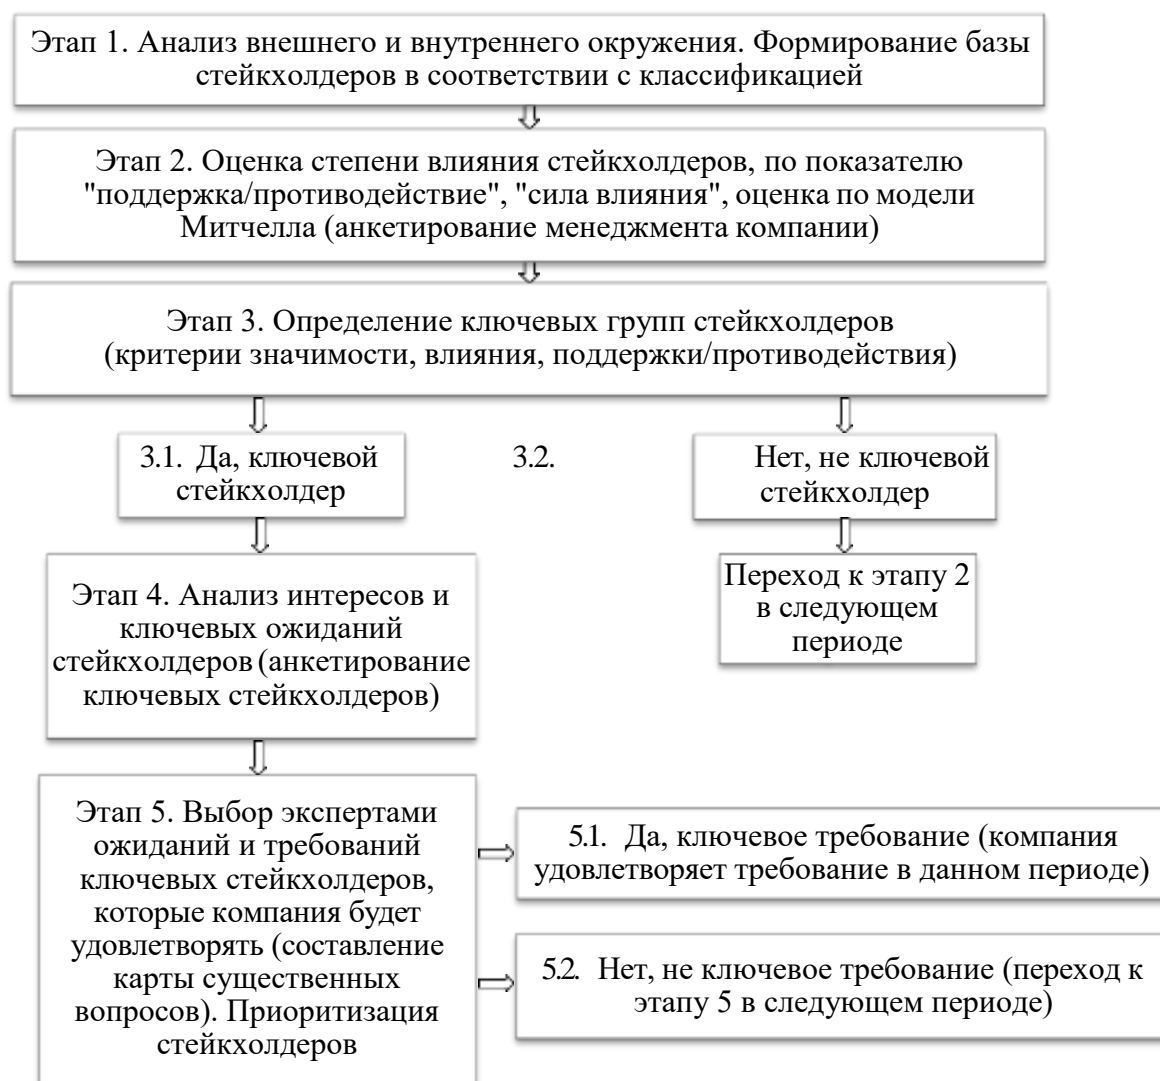 Этап 1. Анализ внешнего и внутреннего окружения. Формирование базы
стейкхолдеров в соответствии с классификацией
Этап 2. Оценка степени влияния стейкхолдеров, по показателю
"поддержка/противодействие", "сила влияния", оценка по модели
Митчелла (анкетирование менеджмента компании)
Этап 3. Определение ключевых групп стейкхолдеров
(критерии значимости, влияния, поддержки/противодействия)
3.1. Да, ключевой
стейкхолдер
3.2. Нет, не ключевой
стейкхолдер
Этап 4. Анализ интересов и
ключевых ожиданий
стейкхолдеров (анкетирование
ключевых стейкхолдеров)
Переход к этапу 2
в следующем
периоде
Этап 5. Выбор экспертами
ожиданий и требований
ключевых стейкхолдеров,
которые компания будет
удовлетворять (составление
карты существенных
вопросов). Приоритизация
стейкхолдеров
5.1. Да, ключевое требование (компания
удовлетворяет требование в данном периоде)
5.2. Нет, не ключевое требование (переход к
этапу 5 в следующем периоде)